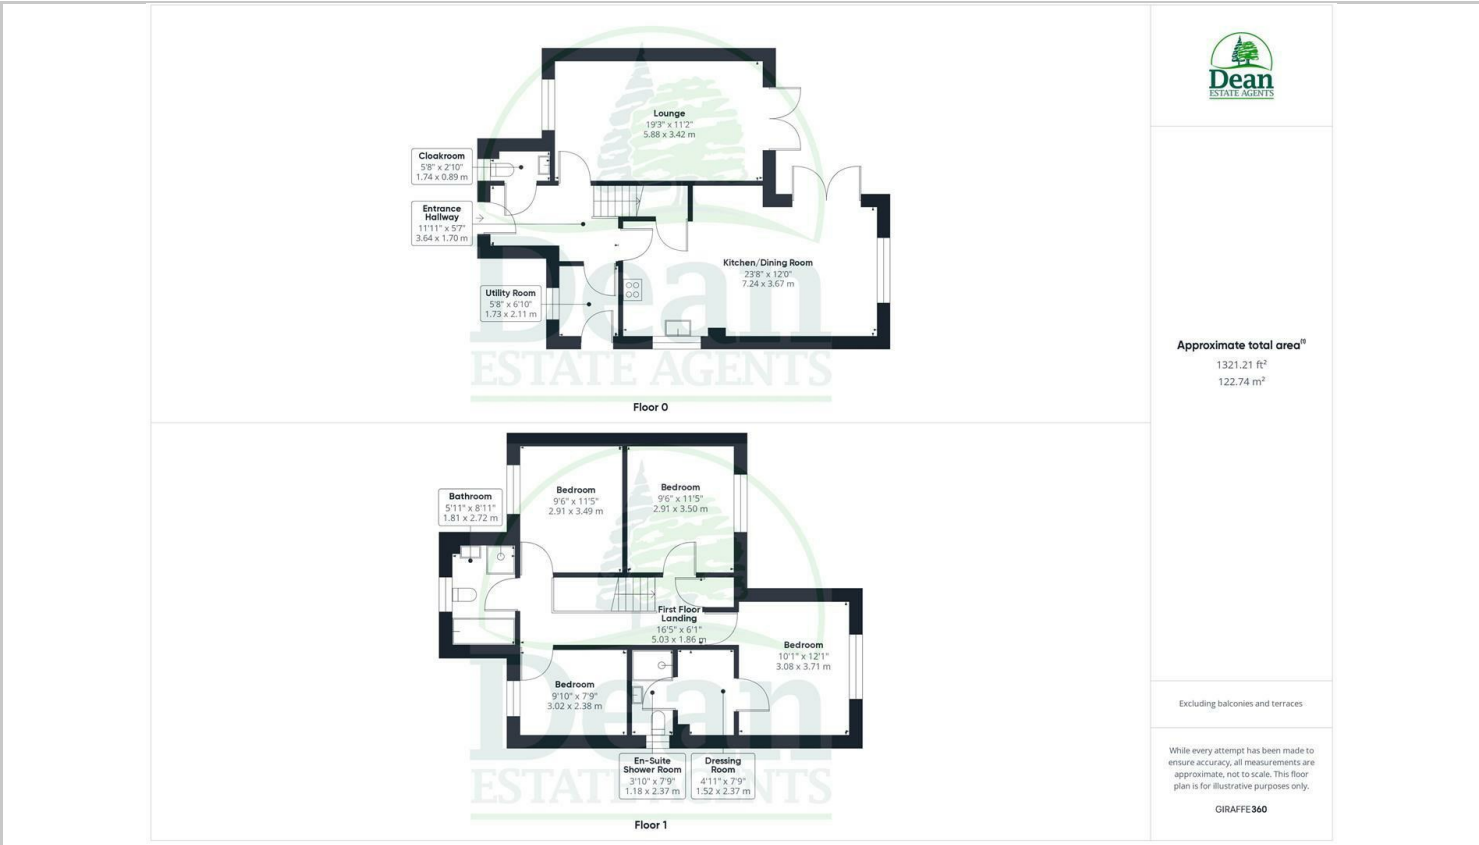 Lounge
19'3" x 11'2"
5.88 x 3.42 m
Cloakroom
5'8" x 2'10"
1.74 x 0.89 m
Entrance
Hallway
11'11" x 5'7"
3.64 x 1.70 m
Kitchen/Dining Room
23'8" x 12'0"
7.24 x 3.67 m
Utility Room
5'8" x 6'10"
1.73 x 2.11 m
Dean
ESTATE AGENTS
Floor 0
Bedroom
9'6" x 11'5"
2.91 x 3.49 m
Bedroom
9'6" x 11'5"
2.91 x 3.50 m
Bathroom
5'11" x 8'11"
1.81 x 2.72 m
First Floor
Landing
16'5" x 6'1"
5.03 x 1.86 m
Bedroom
10'1" x 12'1"
3.08 x 3.71 m
Bedroom
9'10" x 7'9"
3.02 x 2.38 m
En-Suite
Shower Room
3'10" x 7'9"
1.18 x 2.37 m
Dressing
Room
4'11" x 7'9"
1.52 x 2.37 m
Dean
ESTATE AGENTS
Floor 1
Dean
ESTATE AGENTS
Approximate total area(1)
1321.21 ft²
122.74 m²
Excluding balconies and terraces
While every attempt has been made to
ensure accuracy, all measurements are
approximate, not to scale. This floor
plan is for illustrative purposes only.
GIRAFFE360